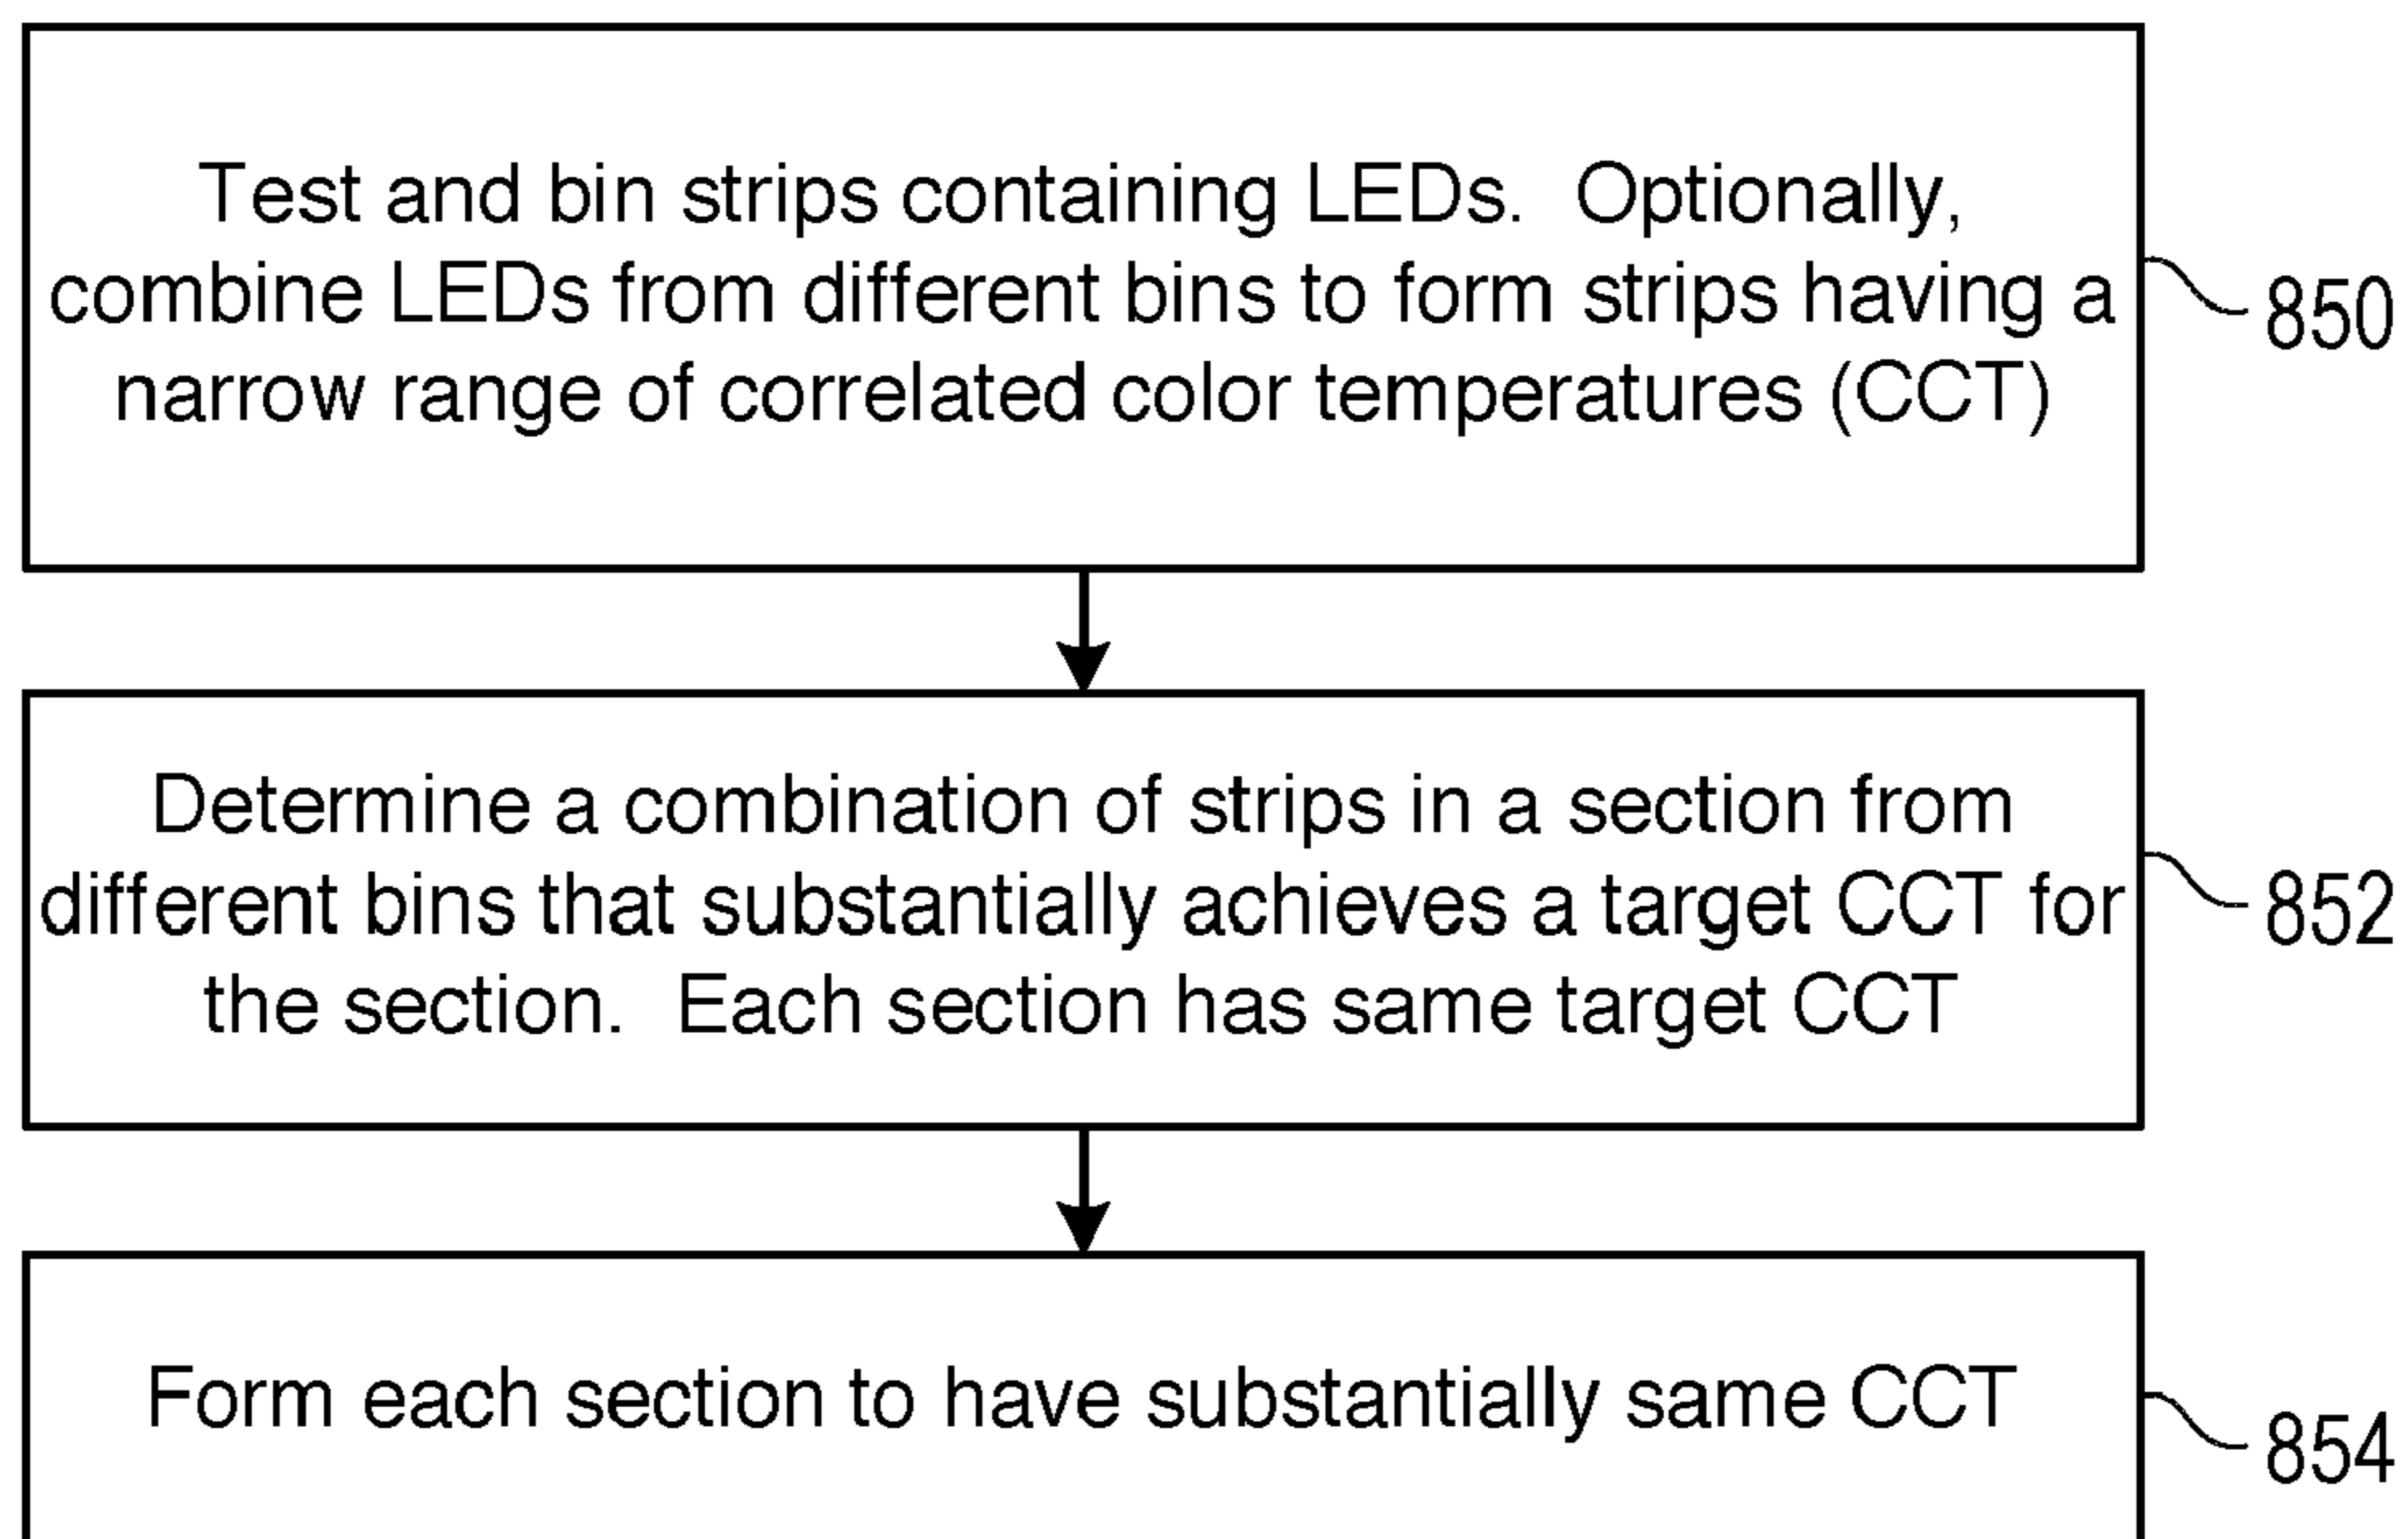 Test and bin strips containing LEDs. Optionally,
combine LEDs from different bins to form strips having a
narrow range of correlated color temperatures (CCT)
850
Determine a combination of strips in a section from
different bins that substantially achieves a target CCT for
the section. Each section has same target CCT
852
Form each section to have substantially same CCT
854